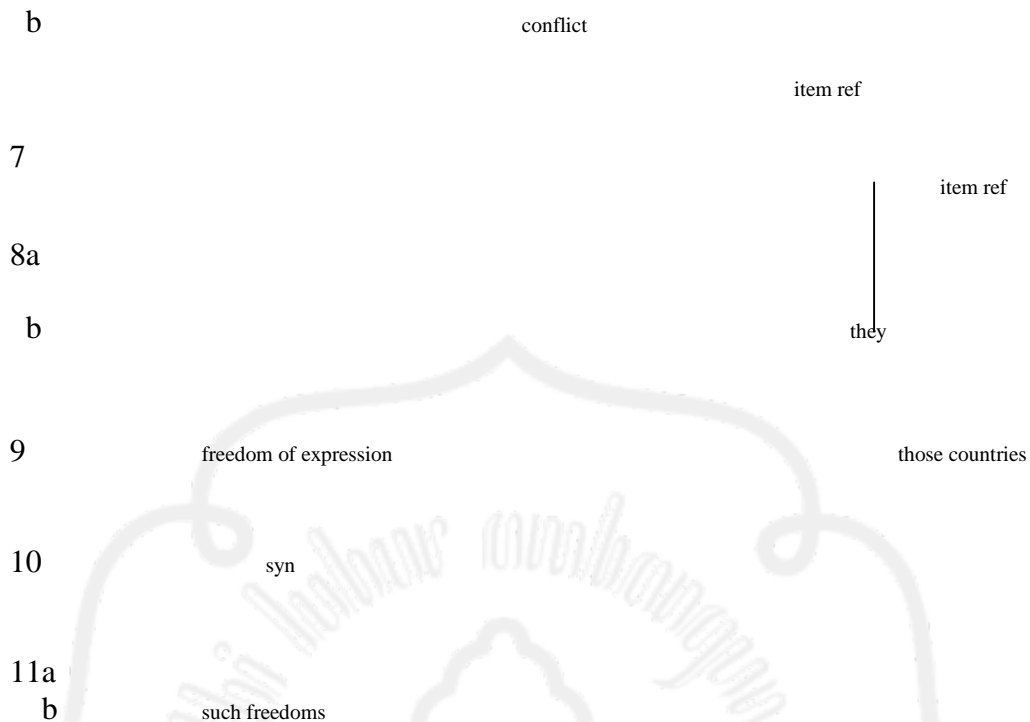 b conflict
item ref
7
item ref
8a
b they
9 freedom of expression those countries
10 syn
11a
b such freedoms